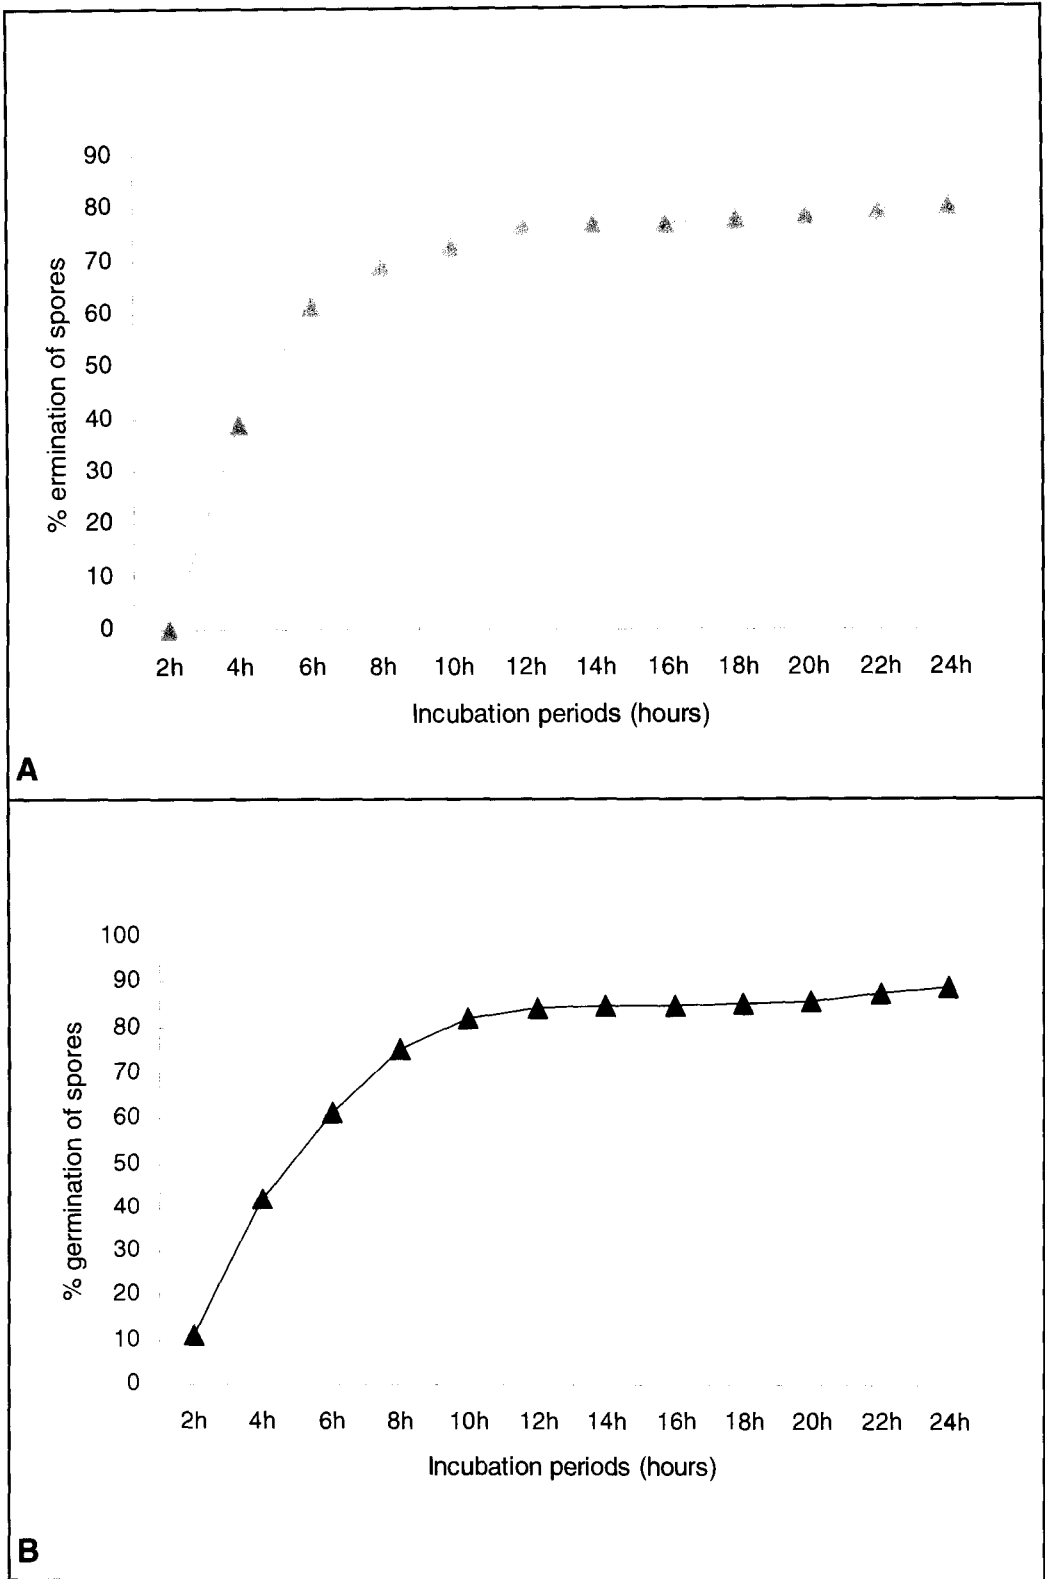 90
80
70
60
50
40
30
20
10
0
% ermination of spores
2h 4h 6h 8h 10h 12h 14h 16h 18h 20h 22h 24h
Incubation periods (hours)
A
100
90
80
70
60
50
40
30
20
10
0
% germination of spores
2h 4h 6h 8h 10h 12h 14h 16h 18h 20h 22h 24h
Incubation periods (hours)
B